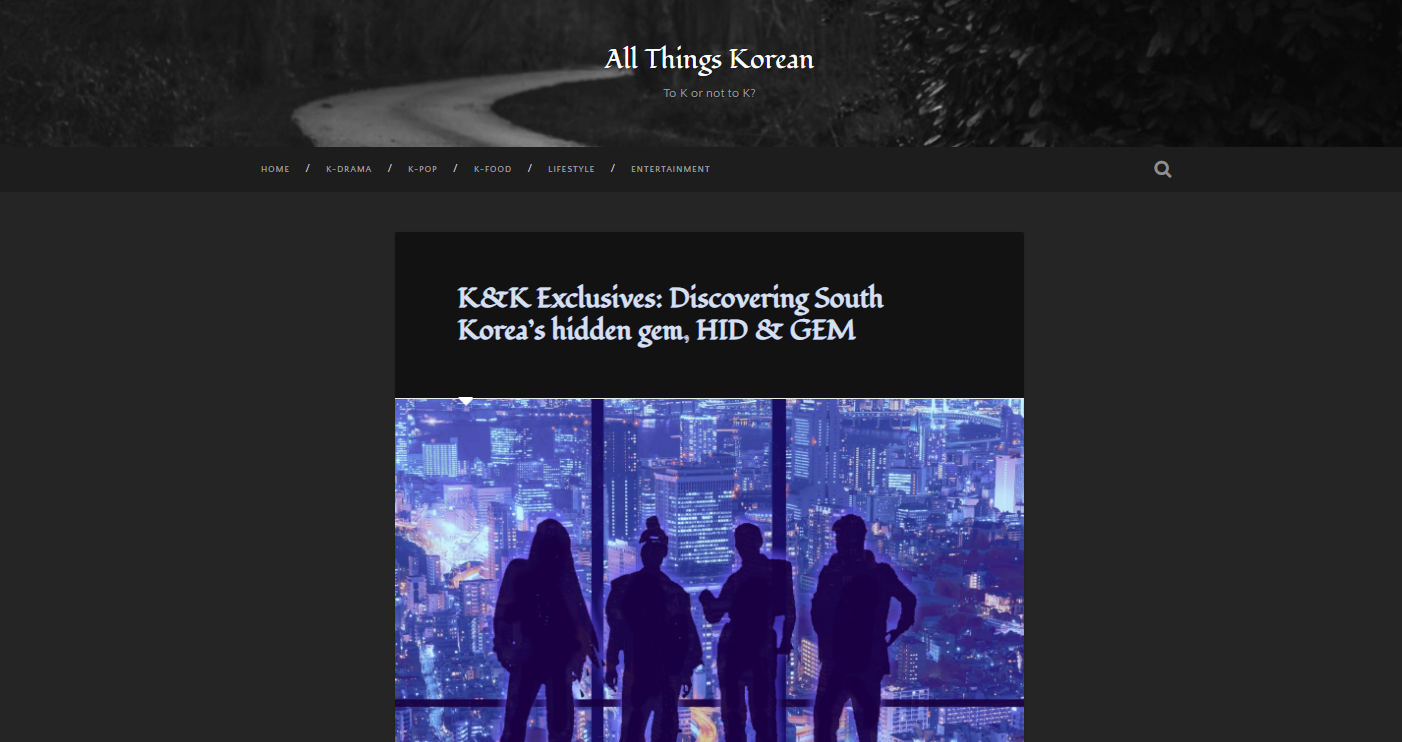 All Things Korean
To K or not to K?
HOME / K-DRAMA / K-POP / K-FOOD / LIFESTYLE / ENTERTAINMENT
K&K Exclusives: Discovering South
Korea’s hidden gem, HID & GEM